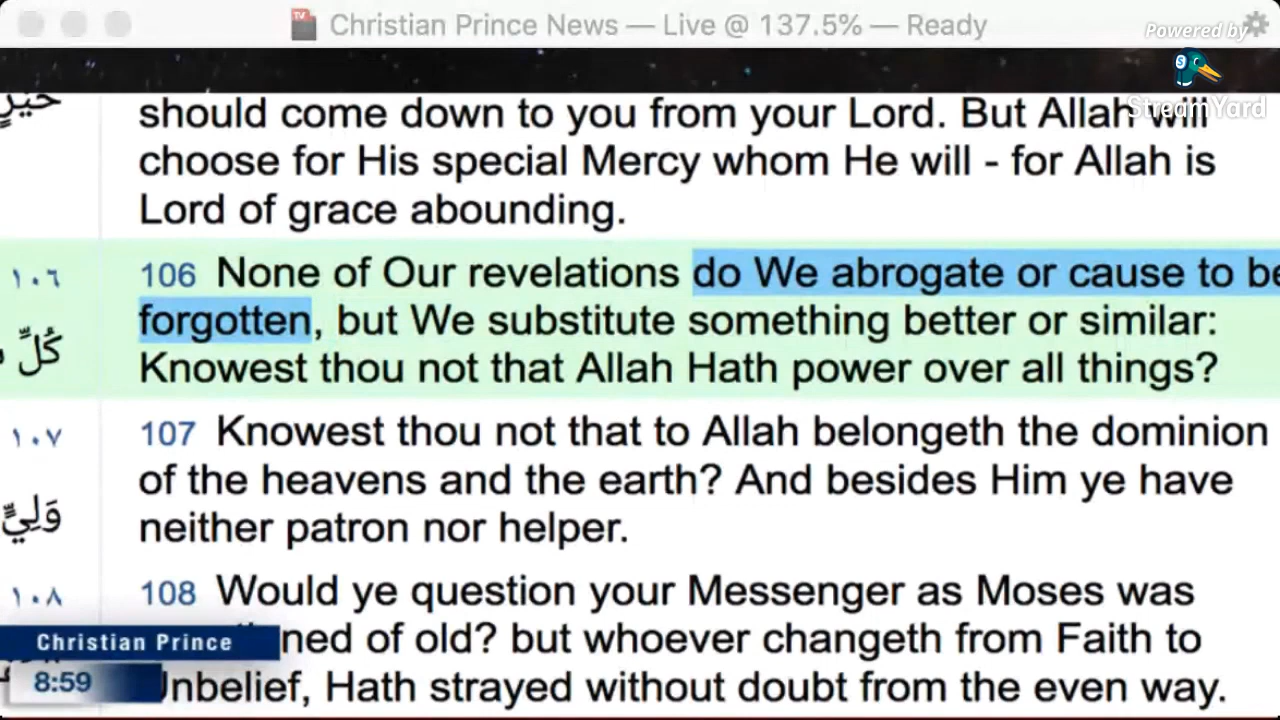 Christian Prince News — Live @ 137.5% — Ready
Powered by
StreamYard
should come down to you from your Lord. But Allah will
choose for His special Mercy whom He will - for Allah is
Lord of grace abounding.
١٠٦ 106 None of Our revelations do We abrogate or cause to be
forgotten, but We substitute something better or similar:
كُلِّ
Knowest thou not that Allah Hath power over all things?
١٠٧ 107 Knowest thou not that to Allah belongeth the dominion
of the heavens and the earth? And besides Him ye have
وَلِيٍّ
neither patron nor helper.
١٠٨ 108 Would ye question your Messenger as Moses was
of old? but whoever changeth from Faith to
Christian Prince
8:59
Unbelief, Hath strayed without doubt from the even way.